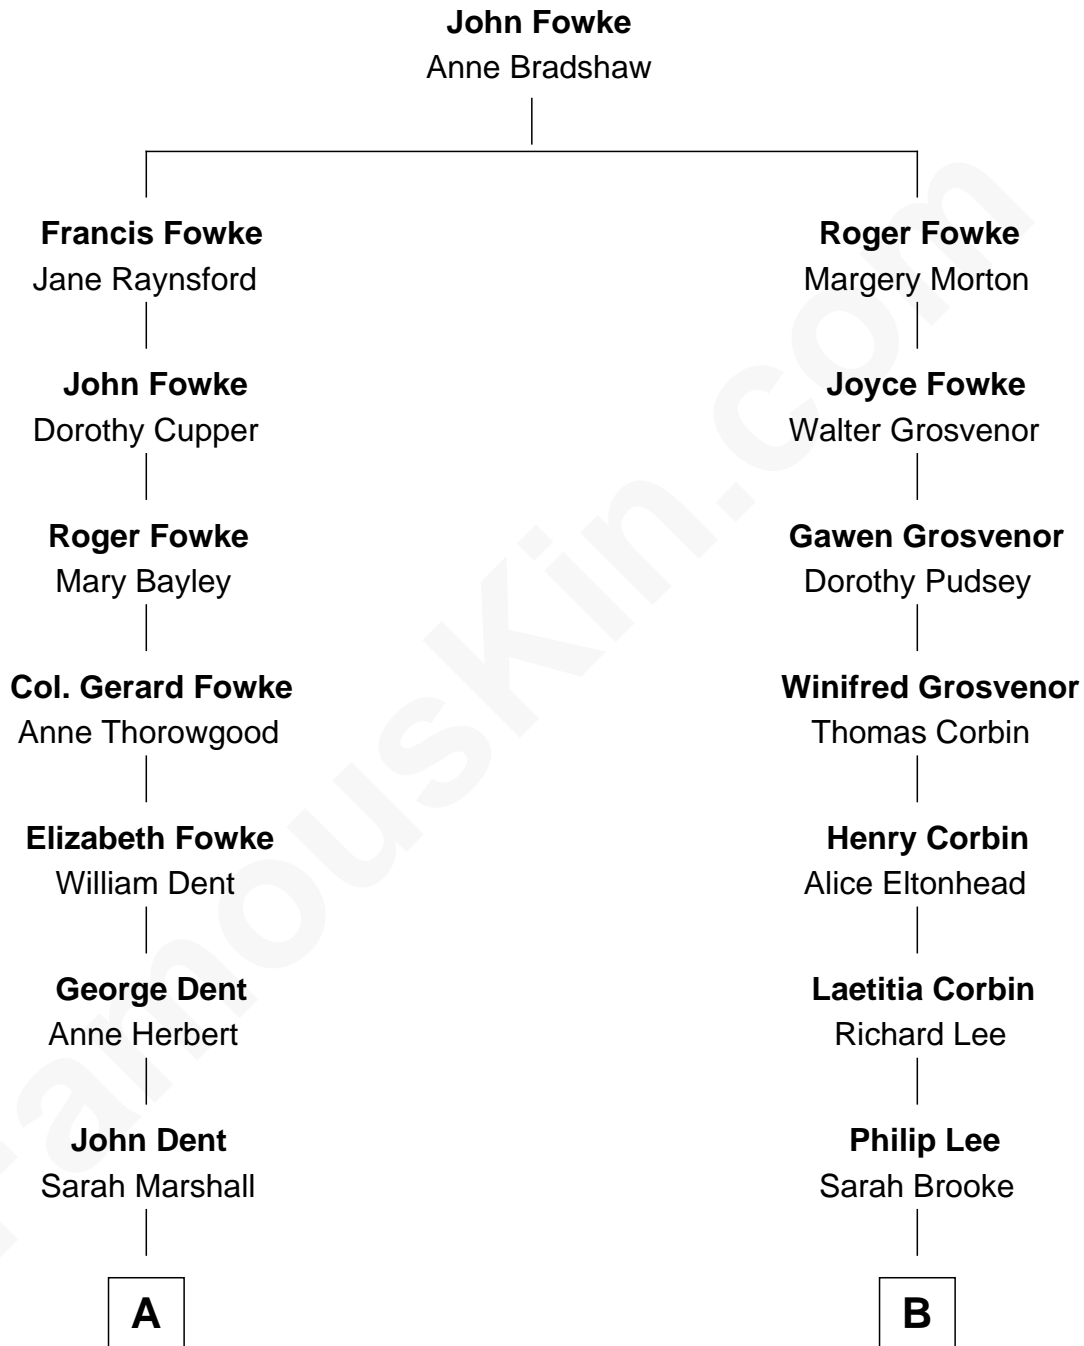 John Fowke
Anne Bradshaw
Francis Fowke
Jane Raynsford
Roger Fowke
Margery Morton
John Fowke
Dorothy Cupper
Joyce Fowke
Walter Grosvenor
Roger Fowke
Mary Bayley
Gawen Grosvenor
Dorothy Pudsey
Col. Gerard Fowke
Anne Thorowgood
Winifred Grosvenor
Thomas Corbin
Elizabeth Fowke
William Dent
Henry Corbin
Alice Eltonhead
George Dent
Anne Herbert
Laetitia Corbin
Richard Lee
John Dent
Sarah Marshall
Philip Lee
Sarah Brooke
A
B
FamousKin.com